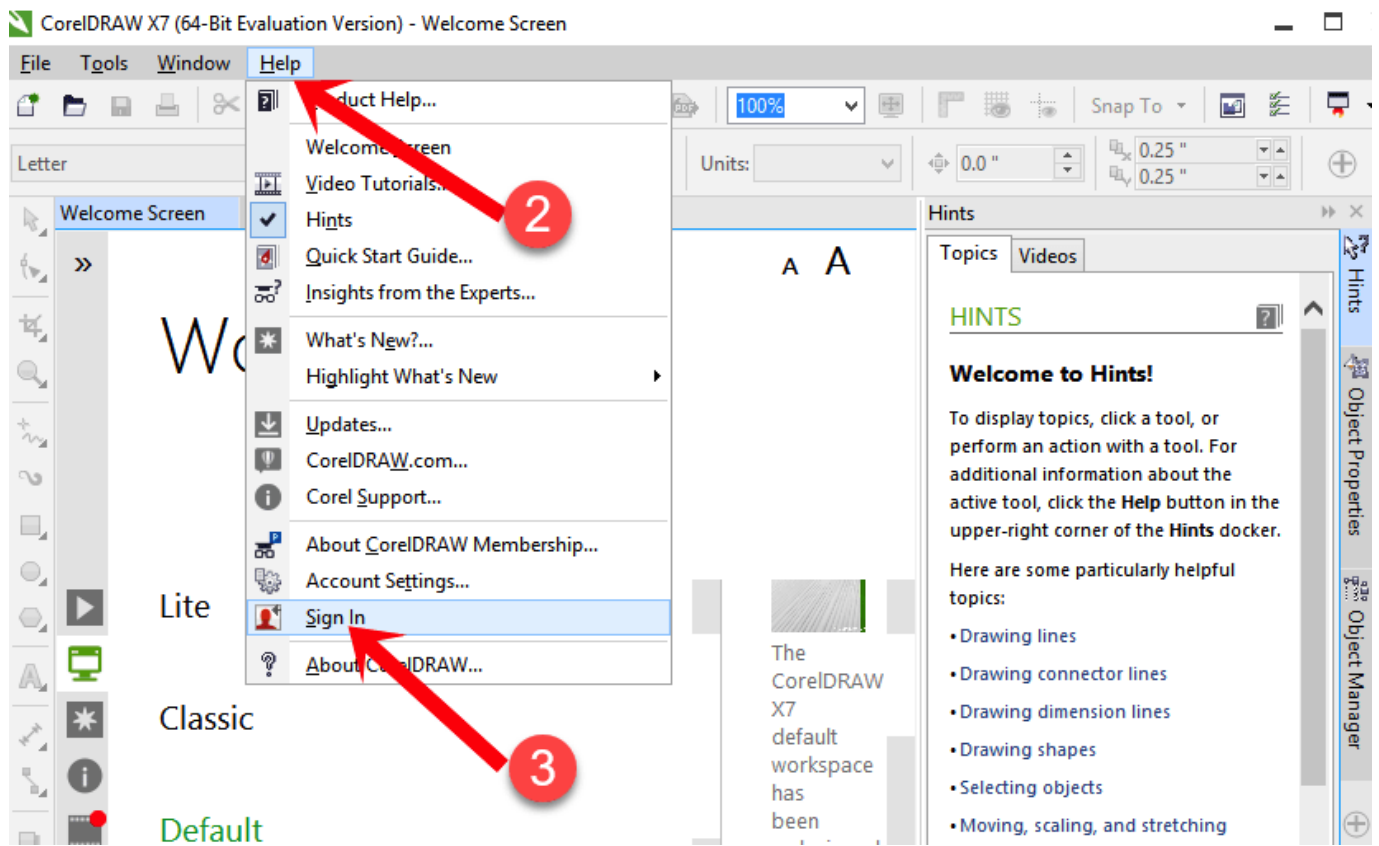 CorelDRAW X7 (64-Bit Evaluation Version) - Welcome Screen
File Tools Window Help
100%
Snap To
Letter
Units:
0.0 "
0.25 "
0.25 "
Welcome Screen
Product Help...
Welcome Screen
Video Tutorials...
Hints
Quick Start Guide...
Insights from the Experts...
What's New?...
Highlight What's New
Updates...
CorelDRAW.com...
Corel Support...
About CorelDRAW Membership...
Account Settings...
Sign In
About CorelDRAW...
2
3
A A
Lite
Classic
Default
The
CorelDRAW
X7
default
workspace
has
been
Hints
Topics Videos
HINTS
Welcome to Hints!
To display topics, click a tool, or
perform an action with a tool. For
additional information about the
active tool, click the Help button in the
upper-right corner of the Hints docker.
Here are some particularly helpful
topics:
• Drawing lines
• Drawing connector lines
• Drawing dimension lines
• Drawing shapes
• Selecting objects
• Moving, scaling, and stretching
Hints
Object Properties
Object Manager